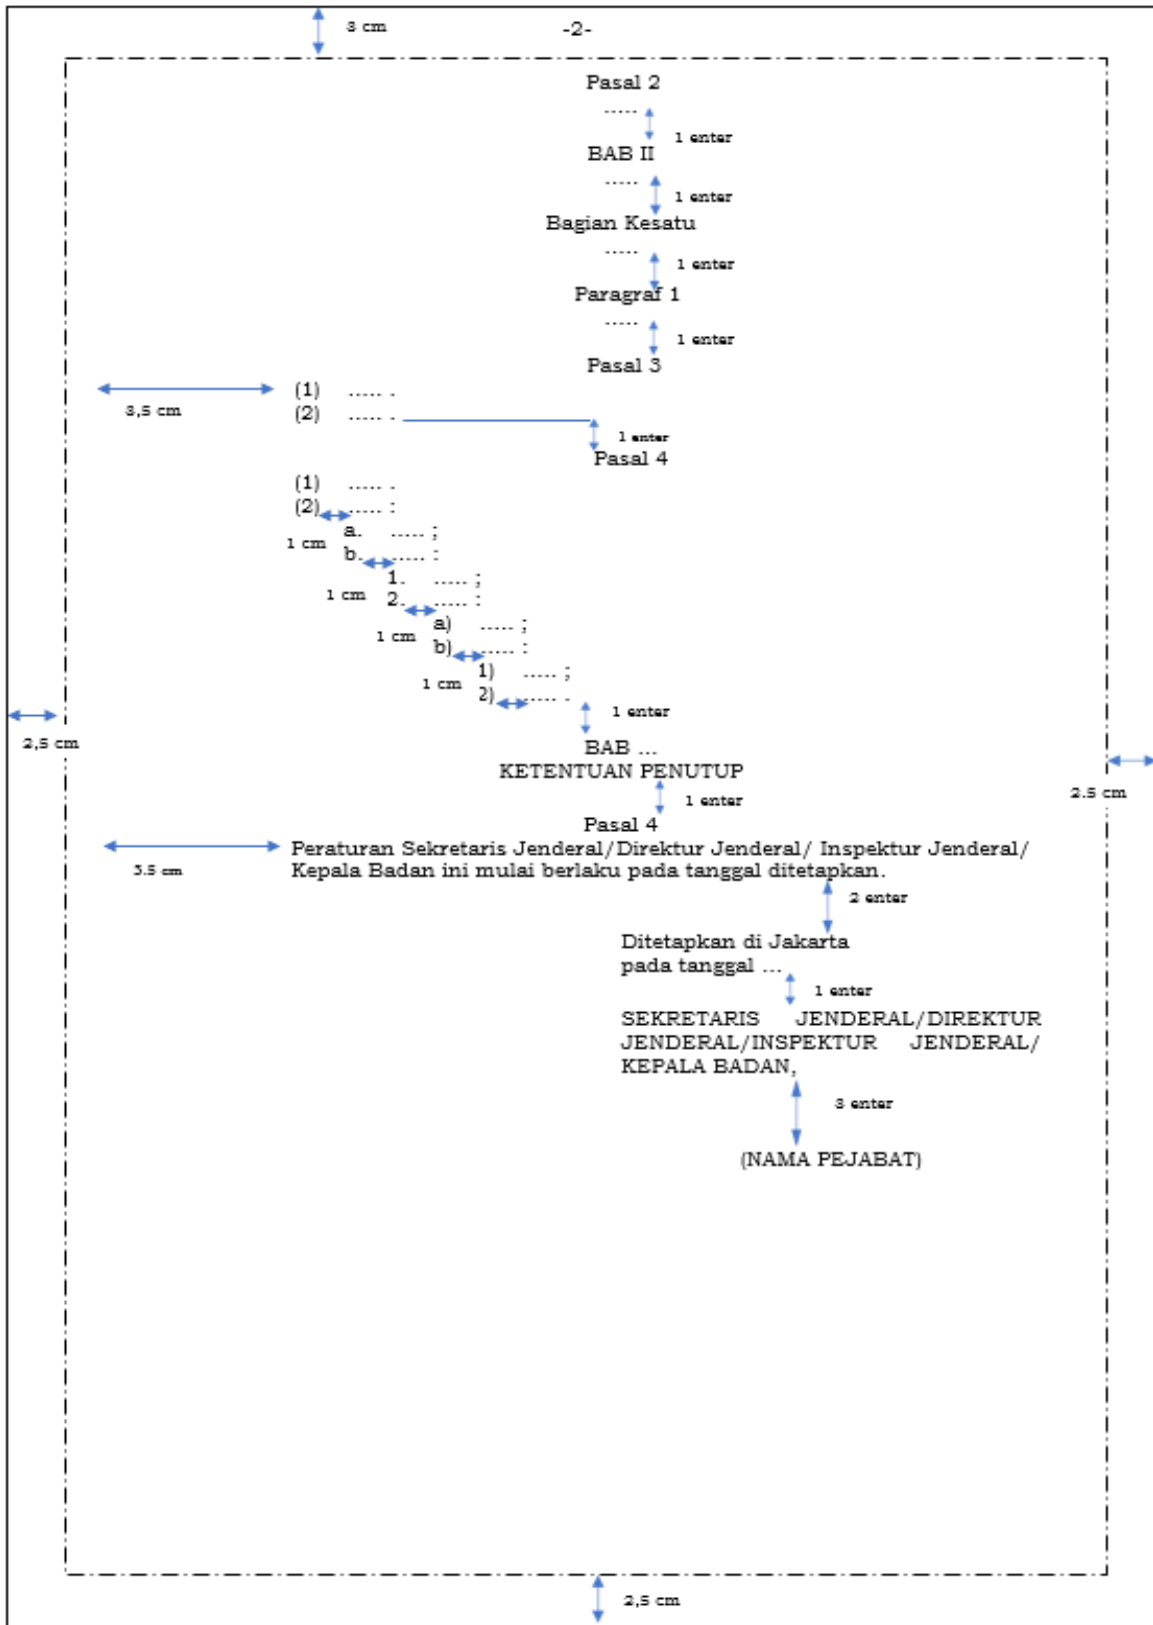 3 cm
-2-
Pasal 2
.....
1 enter
BAB II
.....
1 enter
Bagian Kesatu
.....
1 enter
Paragraf 1
.....
1 enter
Pasal 3
3,5 cm
(1) ..... .
(2) ..... .
1 enter
Pasal 4
(1) ..... .
(2) ..... :
1 cm
a. ..... ;
b. ..... :
1 cm
1. ..... ;
2. ..... :
1 cm
a) ..... ;
b) ..... :
1 cm
1) ..... ;
2) ..... .
1 enter
2,5 cm
BAB ...
KETENTUAN PENUTUP
2.5 cm
1 enter
Pasal 4
3.5 cm
Peraturan Sekretaris Jenderal/Direktur Jenderal/ Inspektur Jenderal/
Kepala Badan ini mulai berlaku pada tanggal ditetapkan.
2 enter
Ditetapkan di Jakarta
pada tanggal ...
1 enter
SEKRETARIS JENDERAL/DIREKTUR
JENDERAL/INSPEKTUR JENDERAL/
KEPALA BADAN,
3 enter
(NAMA PEJABAT)
2,5 cm